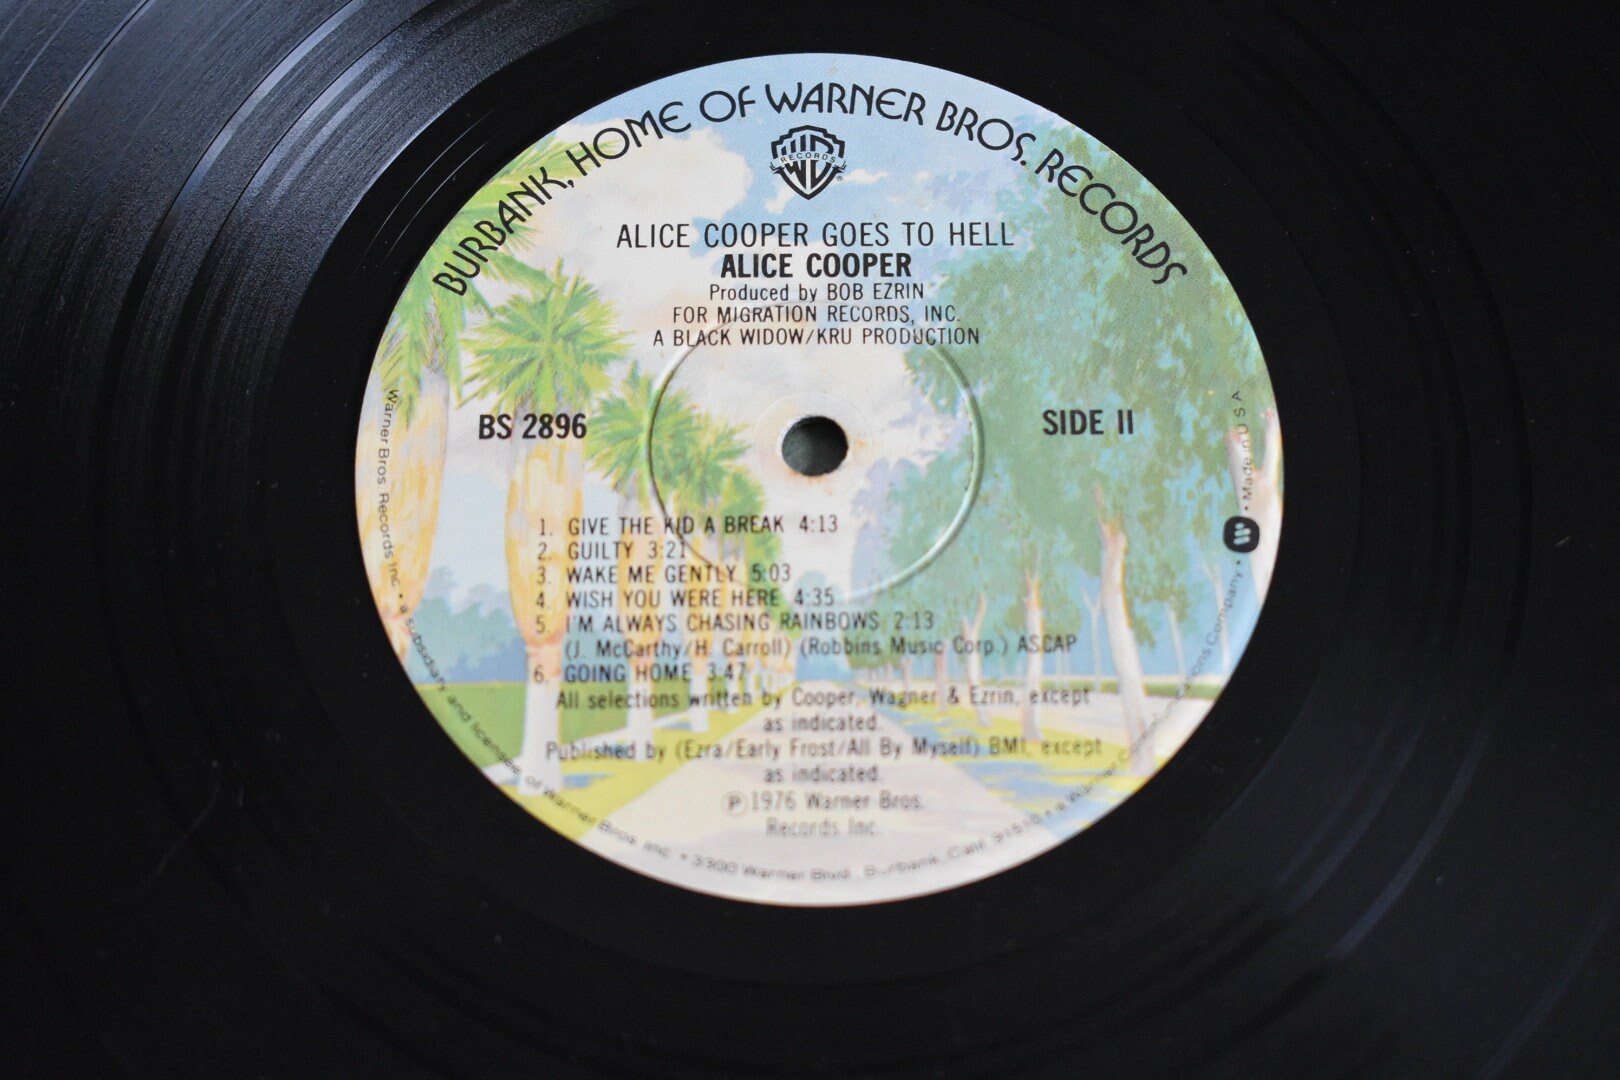 BURBANK, HOME OF WARNER BROS. RECORDS
RECORDS
ALICE COOPER GOES TO HELL
ALICE COOPER
Produced by BOB EZRIN
FOR MIGRATION RECORDS, INC.
A BLACK WIDOW/KRU PRODUCTION
BS 2896
SIDE II
1. GIVE THE KID A BREAK 4:13
2. GUILTY 3:21
3. WAKE ME GENTLY 5:03
4. WISH YOU WERE HERE 4:35
5. I'M ALWAYS CHASING RAINBOWS 2:13
(J. McCarthy/H. Carroll) (Robbins Music Corp.) ASCAP
6. GOING HOME 3:47
All selections written by Cooper, Wagner & Ezrin, except
as indicated.
Published by (Ezra/Early Frost/All By Myself) BMI, except
as indicated.
℗ 1976 Warner Bros.
Records Inc.
Warner Bros. Records Inc. • a subsidiary and licensee of Warner Bros. Inc. • 3300 Warner Blvd., Burbank, Calif. 91510 • a Warner Communications Company • Made in U S A